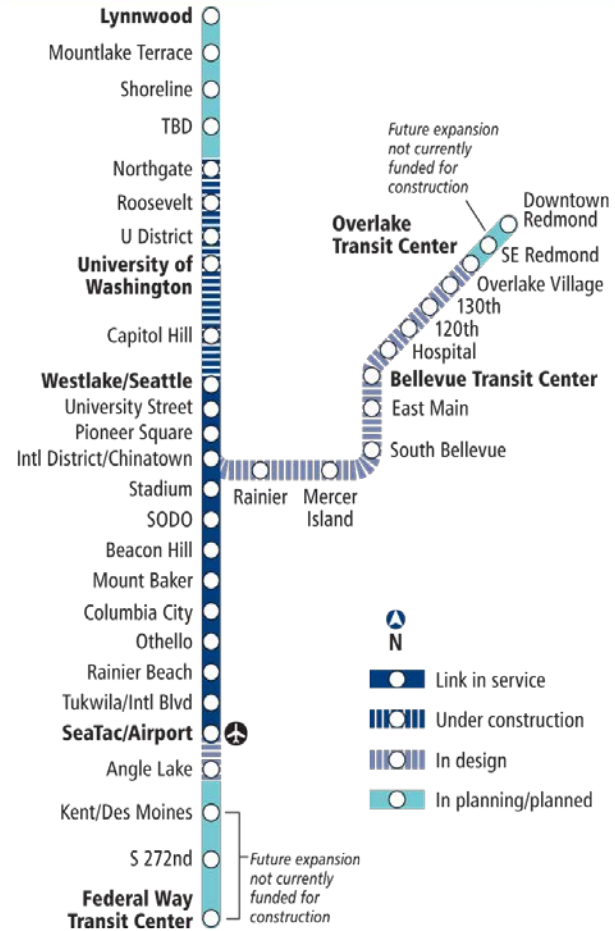 Lynnwood
Mountlake Terrace
Shoreline
TBD
Northgate
Roosevelt
U District
University of
Washington
Capitol Hill
Westlake/Seattle
University Street
Pioneer Square
Intl District/Chinatown
Stadium
SODO
Beacon Hill
Mount Baker
Columbia City
Othello
Rainier Beach
Tukwila/Intl Blvd
SeaTac/Airport
Angle Lake
Kent/Des Moines
S 272nd
Federal Way
Transit Center
Future expansion
not currently
funded for
construction
Future expansion
not currently
funded for
construction
Downtown
Redmond
SE Redmond
Overlake
Transit Center
Overlake Village
130th
120th
Hospital
Bellevue Transit Center
East Main
South Bellevue
Rainier
Mercer
Island
N
Link in service
Under construction
In design
In planning/planned